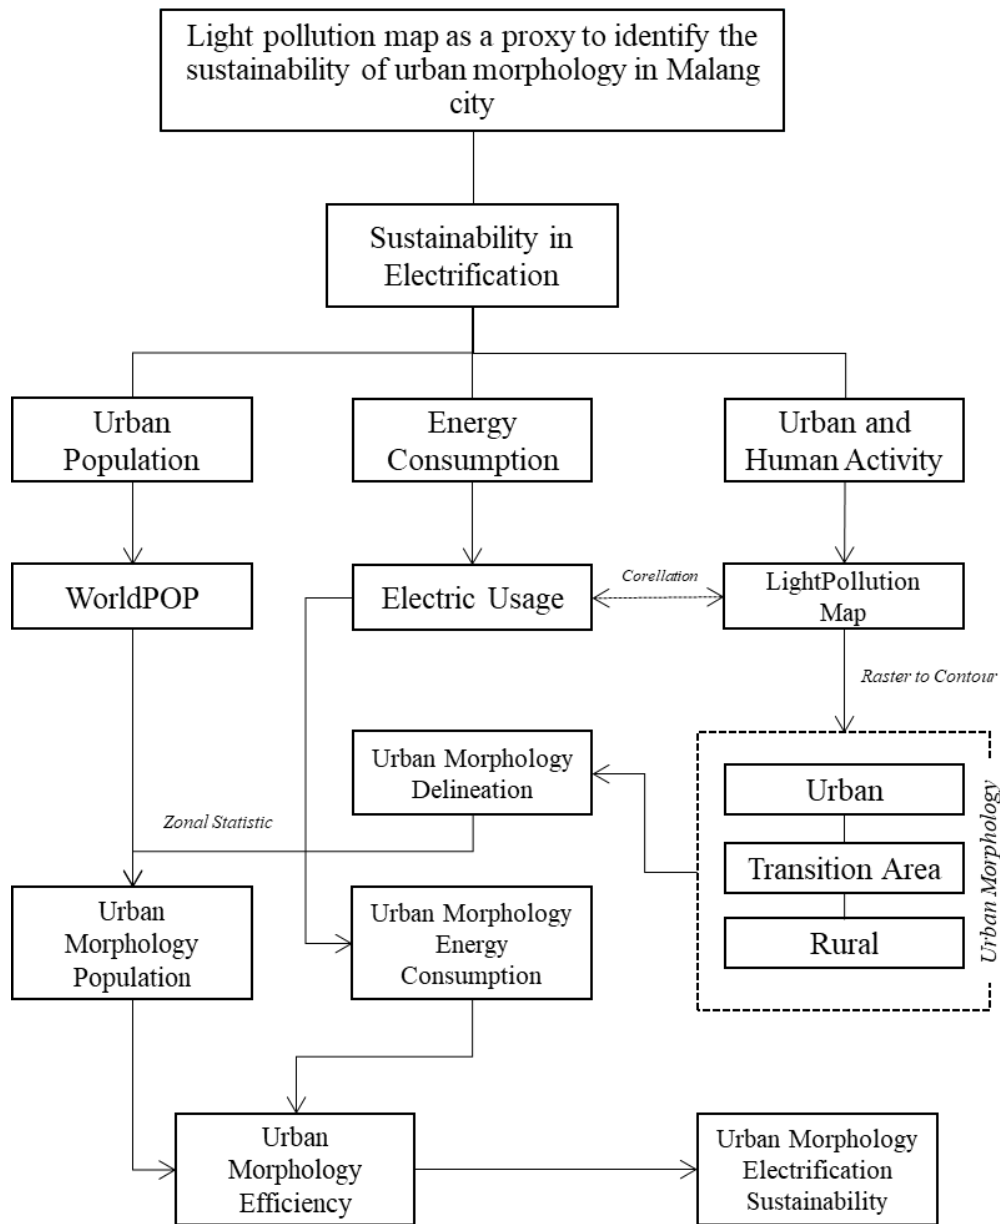 Light pollution map as a proxy to identify the
sustainability of urban morphology in Malang
city
Sustainability in
Electrification
Urban
Population
Energy
Consumption
Urban and
Human Activity
WorldPOP
Electric Usage
Corellation
LightPollution
Map
Raster to Contour
Urban Morphology
Delineation
Urban
Transition Area
Rural
Urban Morphology
Zonal Statistic
Urban
Morphology
Population
Urban Morphology
Energy
Consumption
Urban
Morphology
Efficiency
Urban Morphology
Electrification
Sustainability